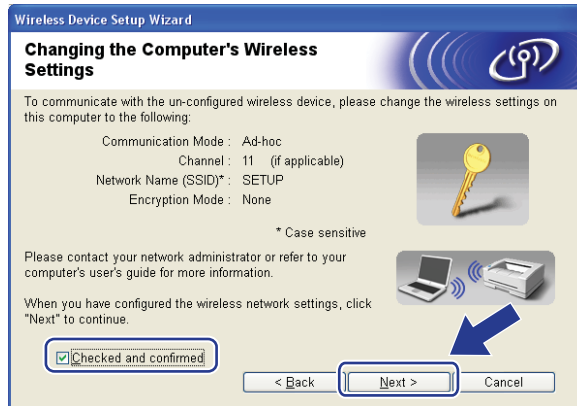 Wireless Device Setup Wizard
Changing the Computer's Wireless
Settings
To communicate with the un-configured wireless device, please change the wireless settings on
this computer to the following:
Communication Mode : Ad-hoc
Channel : 11 (if applicable)
Network Name (SSID)* : SETUP
Encryption Mode : None
* Case sensitive
Please contact your network administrator or refer to your
computer's user's guide for more information.
When you have configured the wireless network settings, click
"Next" to continue.
Checked and confirmed
< Back Next > Cancel